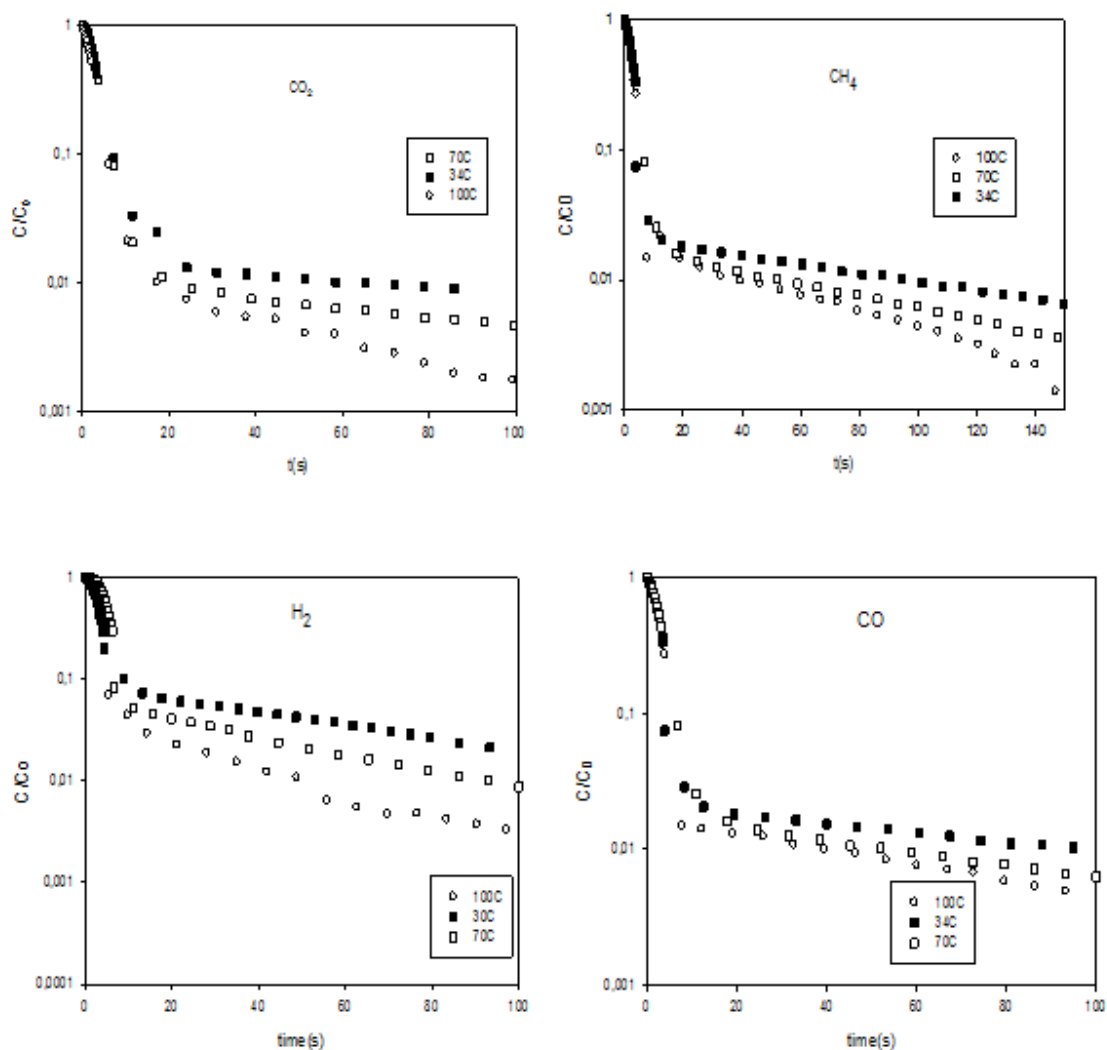 1
CO₂
70C
34C
100C
0,1
C/C₀
0,01
0,001
0 20 40 60 80 100
t(s)
1
CH₄
100C
70C
34C
0,1
C/C0
0,01
0,001
0 20 40 60 80 100 120 140
t(s)
1
H₂
0,1
C/Co
0,01
0,001
100C
30C
70C
0,0001
0 20 40 60 80 100
time(s)
1
CO
0,1
C/C₀
0,01
100C
34C
70C
0,001
0 20 40 60 80 100
time(s)